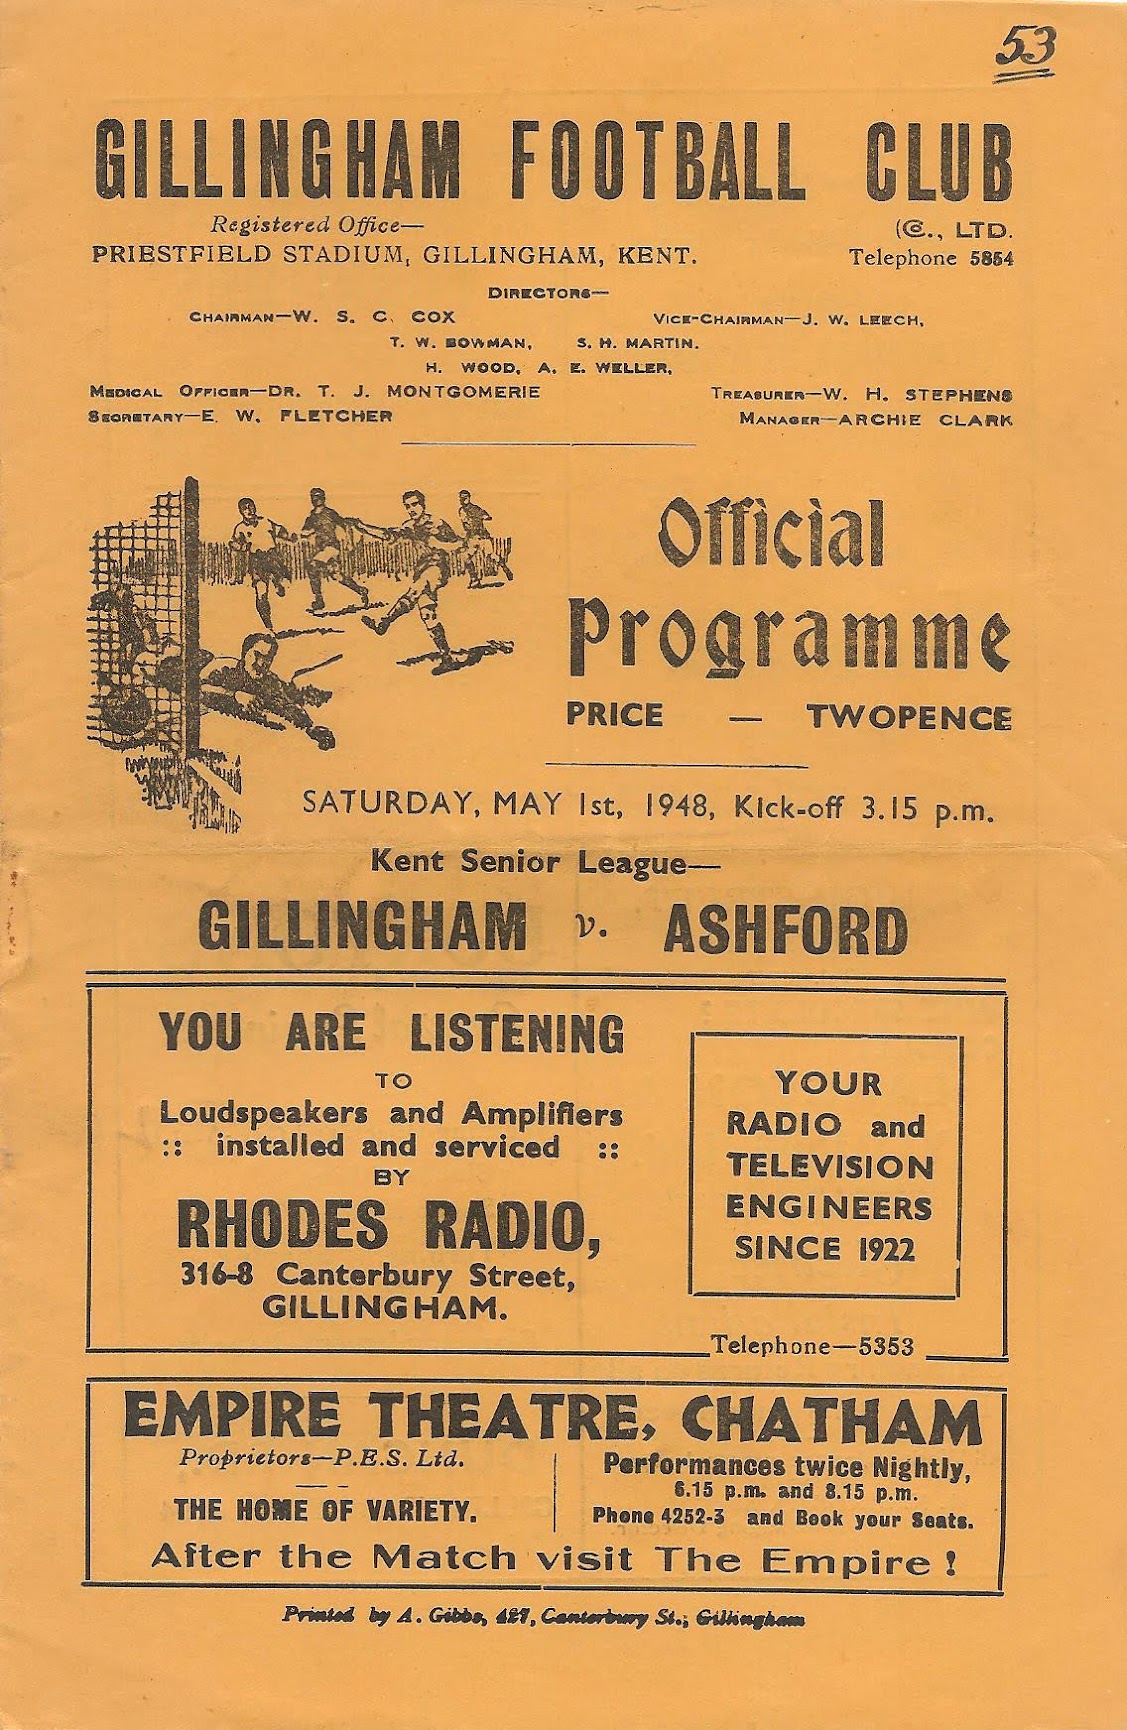 53
GILLINGHAM FOOTBALL CLUB
Registered Office— (Co., LTD.
PRIESTFIELD STADIUM, GILLINGHAM, KENT. Telephone 5854
DIRECTORS—
CHAIRMAN—W. S. C. COX VICE-CHAIRMAN—J. W. LEECH,
T. W. BOWMAN, S. H. MARTIN.
H. WOOD, A. E. WELLER,
MEDICAL OFFICER—DR. T. J. MONTGOMERIE TREASURER—W. H. STEPHENS
SECRETARY—E. W. FLETCHER MANAGER—ARCHIE CLARK
Official
Programme
PRICE — TWOPENCE
SATURDAY, MAY 1st, 1948, Kick-off 3.15 p.m.
Kent Senior League—
GILLINGHAM v. ASHFORD
YOU ARE LISTENING
TO
Loudspeakers and Amplifiers
:: installed and serviced ::
BY
RHODES RADIO,
316-8 Canterbury Street,
GILLINGHAM.
YOUR
RADIO and
TELEVISION
ENGINEERS
SINCE 1922
Telephone—5353
EMPIRE THEATRE, CHATHAM
Proprietors—P.E.S. Ltd.
THE HOME OF VARIETY.
Performances twice Nightly,
6.15 p.m. and 8.15 p.m.
Phone 4252-3 and Book your Seats.
After the Match visit The Empire !
Printed by A. Gibbs, 427, Canterbury St., Gillingham